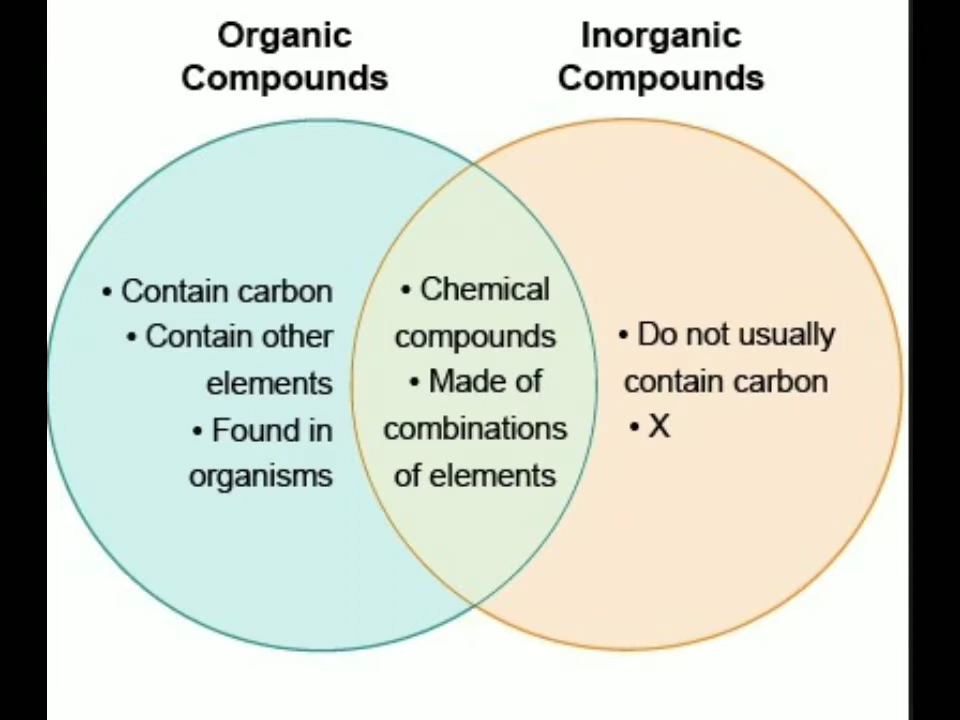 Organic
Compounds
Inorganic
Compounds
• Contain carbon
• Contain other
elements
• Found in
organisms
• Chemical
compounds
• Made of
combinations
of elements
• Do not usually
contain carbon
• X